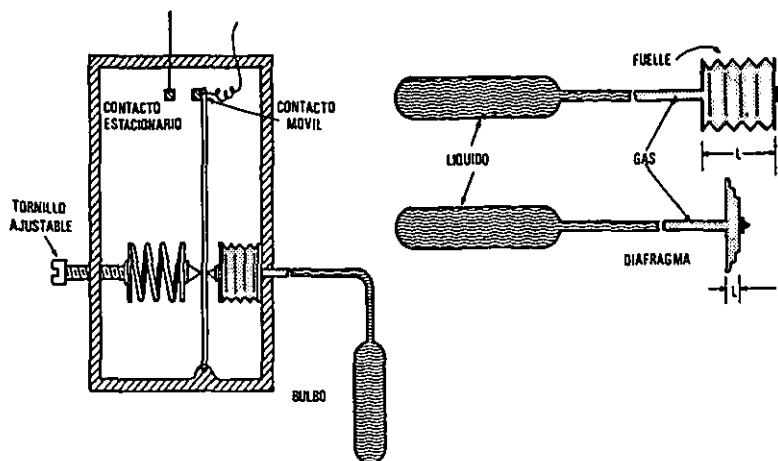 CONTACTO
ESTACIONARIO
CONTACTO
MOVIL
TORNILLO
AJUSTABLE
BULBO
FUELLE
LIQUIDO
GAS
L
DIAFRAGMA
L